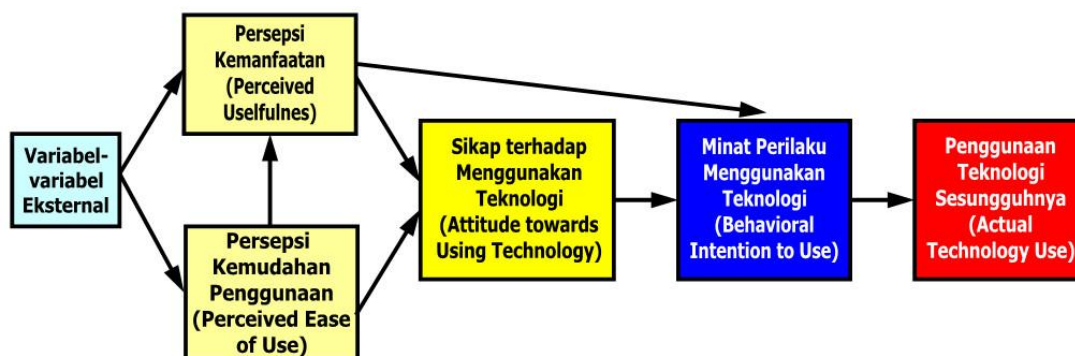 Variabel-
variabel
Eksternal
Persepsi
Kemanfaatan
(Perceived
Uselfulnes)
Persepsi
Kemudahan
Penggunaan
(Perceived Ease
of Use)
Sikap terhadap
Menggunakan
Teknologi
(Attitude towards
Using Technology)
Minat Perilaku
Menggunakan
Teknologi
(Behavioral
Intention to Use)
Penggunaan
Teknologi
Sesungguhnya
(Actual
Technology Use)